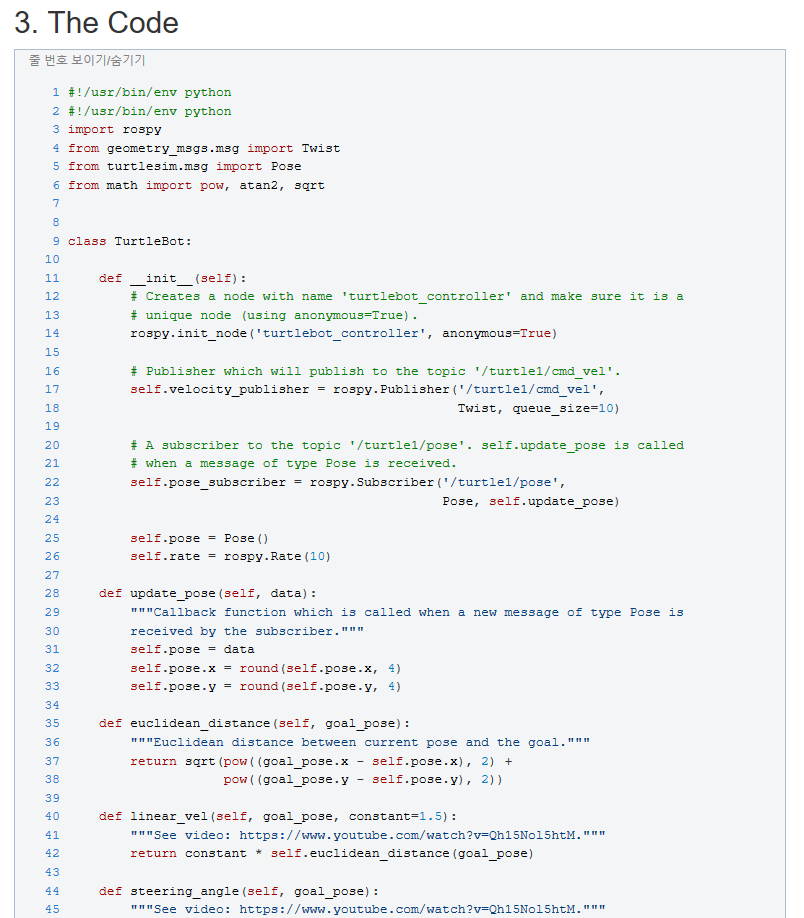 3. The Code
줄 번호 보이기/숨기기
1 #!/usr/bin/env python
2 #!/usr/bin/env python
3 import rospy
4 from geometry_msgs.msg import Twist
5 from turtlesim.msg import Pose
6 from math import pow, atan2, sqrt
7
8
9 class TurtleBot:
10
11     def __init__(self):
12         # Creates a node with name 'turtlebot_controller' and make sure it is a
13         # unique node (using anonymous=True).
14         rospy.init_node('turtlebot_controller', anonymous=True)
15
16         # Publisher which will publish to the topic '/turtle1/cmd_vel'.
17         self.velocity_publisher = rospy.Publisher('/turtle1/cmd_vel',
18                                                   Twist, queue_size=10)
19
20         # A subscriber to the topic '/turtle1/pose'. self.update_pose is called
21         # when a message of type Pose is received.
22         self.pose_subscriber = rospy.Subscriber('/turtle1/pose',
23                                                 Pose, self.update_pose)
24
25         self.pose = Pose()
26         self.rate = rospy.Rate(10)
27
28     def update_pose(self, data):
29         """Callback function which is called when a new message of type Pose is
30         received by the subscriber."""
31         self.pose = data
32         self.pose.x = round(self.pose.x, 4)
33         self.pose.y = round(self.pose.y, 4)
34
35     def euclidean_distance(self, goal_pose):
36         """Euclidean distance between current pose and the goal."""
37         return sqrt(pow((goal_pose.x - self.pose.x), 2) +
38                     pow((goal_pose.y - self.pose.y), 2))
39
40     def linear_vel(self, goal_pose, constant=1.5):
41         """See video: https://www.youtube.com/watch?v=Qh15Nol5htM."""
42         return constant * self.euclidean_distance(goal_pose)
43
44     def steering_angle(self, goal_pose):
45         """See video: https://www.youtube.com/watch?v=Qh15Nol5htM."""